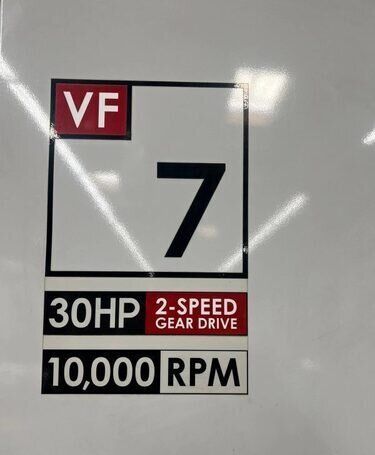 VF
7
30HP
2-SPEED
GEAR DRIVE
10,000 RPM